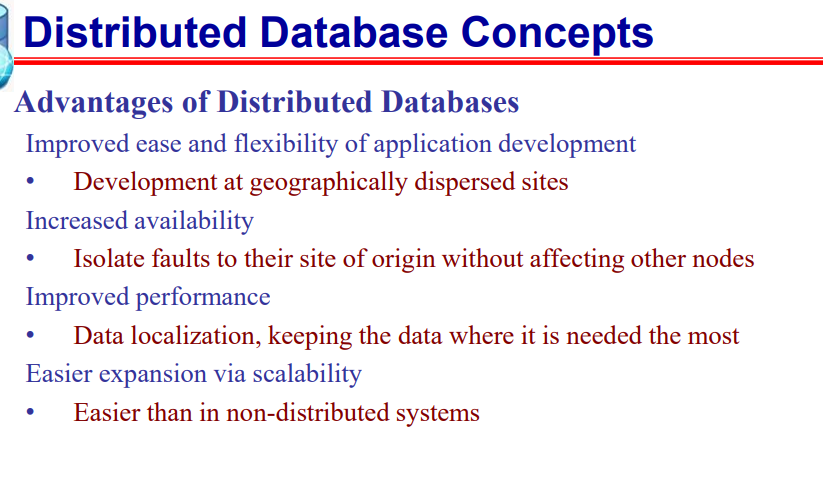 Distributed Database Concepts
Advantages of Distributed Databases
Improved ease and flexibility of application development
• Development at geographically dispersed sites
Increased availability
• Isolate faults to their site of origin without affecting other nodes
Improved performance
• Data localization, keeping the data where it is needed the most
Easier expansion via scalability
• Easier than in non-distributed systems